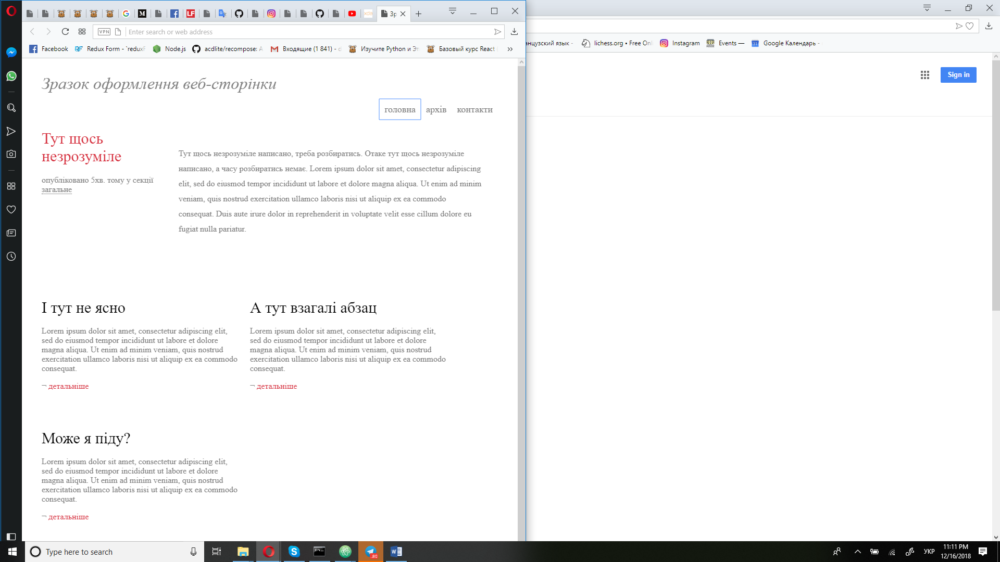 Зр
VPN
Enter search or web address
Facebook
Redux Form - `redux
Node.js
acdlite/recompose: A
Входящие (1 841) - 
Изучите Python и Эт
Базовый курс React
анцузский язык -
lichess.org • Free Onl
Instagram
Events —
31
Google Календарь -
Sign in
Зразок оформлення веб-сторінки
головна
архів
контакти
Тут щось
незрозуміле
опубліковано 5хв. тому у секції
загальне
Тут щось незрозуміле написано, треба розбиратись. Отаке тут щось незрозуміле
написано, а часу розбиратись немає. Lorem ipsum dolor sit amet, consectetur adipiscing
elit, sed do eiusmod tempor incididunt ut labore et dolore magna aliqua. Ut enim ad minim
veniam, quis nostrud exercitation ullamco laboris nisi ut aliquip ex ea commodo
consequat. Duis aute irure dolor in reprehenderit in voluptate velit esse cillum dolore eu
fugiat nulla pariatur.
І тут не ясно
Lorem ipsum dolor sit amet, consectetur adipiscing elit,
sed do eiusmod tempor incididunt ut labore et dolore
magna aliqua. Ut enim ad minim veniam, quis nostrud
exercitation ullamco laboris nisi ut aliquip ex ea commodo
consequat.
¬ детальніше
А тут взагалі абзац
Lorem ipsum dolor sit amet, consectetur adipiscing elit,
sed do eiusmod tempor incididunt ut labore et dolore
magna aliqua. Ut enim ad minim veniam, quis nostrud
exercitation ullamco laboris nisi ut aliquip ex ea commodo
consequat.
¬ детальніше
Може я піду?
Lorem ipsum dolor sit amet, consectetur adipiscing elit,
sed do eiusmod tempor incididunt ut labore et dolore
magna aliqua. Ut enim ad minim veniam, quis nostrud
exercitation ullamco laboris nisi ut aliquip ex ea commodo
consequat.
¬ детальніше
Type here to search
УКР
11:11 PM
12/16/2018